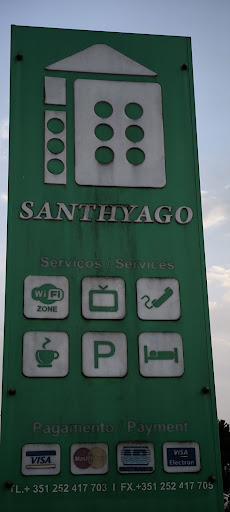 SANTHYAGO
Serviços / Services
WiFi
ZONE
P
Pagamento / Payment
VISA
VISA
Electron
TL.+ 351 252 417 703 | FX.+351 252 417 705